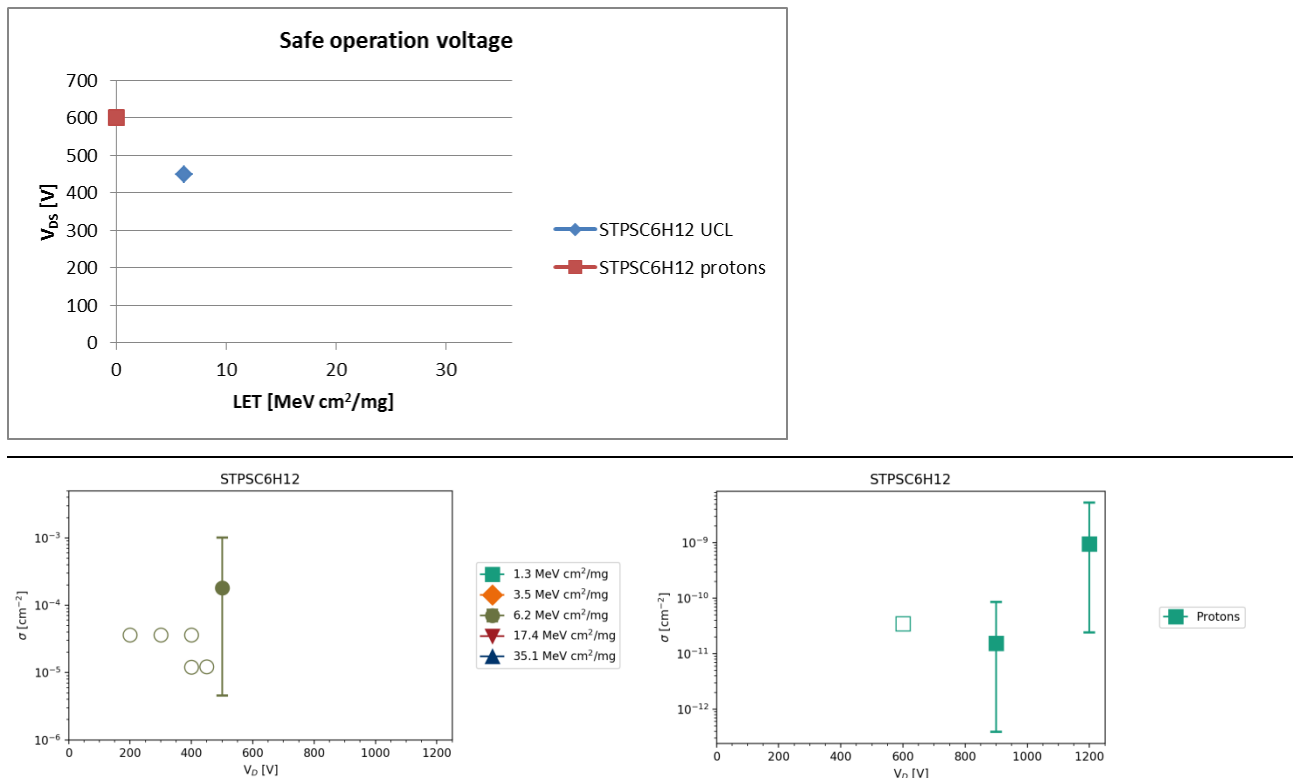 Safe operation voltage
700
600
500
400
300
200
100
0
V_DS [V]
0 10 20 30
LET [MeV cm²/mg]
STPSC6H12 UCL
STPSC6H12 protons
STPSC6H12
10⁻³
10⁻⁴
10⁻⁵
10⁻⁶
σ [cm⁻²]
0 200 400 600 800 1000 1200
V_D [V]
1.3 MeV cm²/mg
3.5 MeV cm²/mg
6.2 MeV cm²/mg
17.4 MeV cm²/mg
35.1 MeV cm²/mg
STPSC6H12
10⁻⁹
10⁻¹⁰
10⁻¹¹
10⁻¹²
σ [cm⁻²]
0 200 400 600 800 1000 1200
V_D [V]
Protons